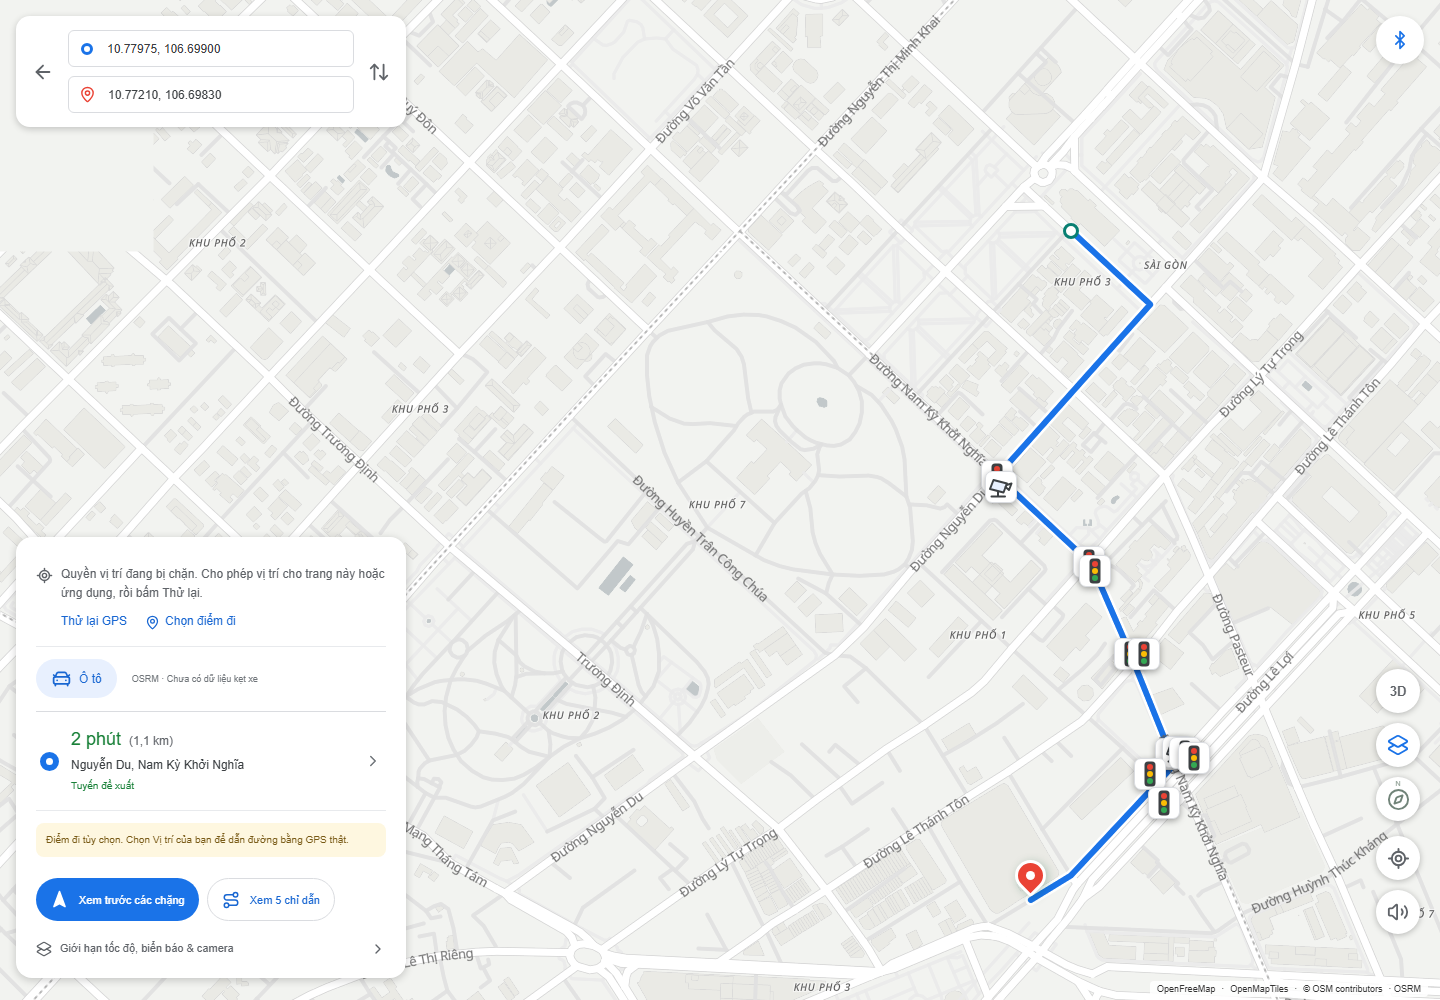 10.77975, 106.69900
10.77210, 106.69830
uý Đôn
Đường Võ Văn Tần
Đường Nguyễn Thị Minh Khai
KHU PHỐ 2
SÀI GÒN
KHU PHỐ 3
Đường Lý Tự Trọng
Đường Lê Thánh Tôn
Đường Nam Kỳ Khởi Nghĩa
Đường Trương Định
KHU PHỐ 3
Đường Huyền Trân Công Chúa
KHU PHỐ 7
Đường Nguyễn Du
Đường Pasteur
KHU PHỐ 5
KHU PHỐ 1
Đường Lê Lợi
Trương Định
KHU PHỐ 2
Quyền vị trí đang bị chặn. Cho phép vị trí cho trang này hoặc
ứng dụng, rồi bấm Thử lại.
Thử lại GPS
Chọn điểm đi
Ô tô
OSRM · Chưa có dữ liệu kẹt xe
2 phút (1,1 km)
Nguyễn Du, Nam Kỳ Khởi Nghĩa
Tuyến đề xuất
Điểm đi tùy chọn. Chọn Vị trí của bạn để dẫn đường bằng GPS thật.
Xem trước các chặng
Xem 5 chỉ dẫn
Giới hạn tốc độ, biển báo & camera
3D
N
Đường Nguyễn Du
Đường Lý Tự Trọng
Đường Lê Thánh Tôn
Nam Kỳ Khởi Nghĩa
Đường Huỳnh Thúc Kháng
Mạng Tháng Tám
Lê Thị Riêng
KHU PHỐ 3
Ố 7
OpenFreeMap · OpenMapTiles · © OSM contributors · OSRM